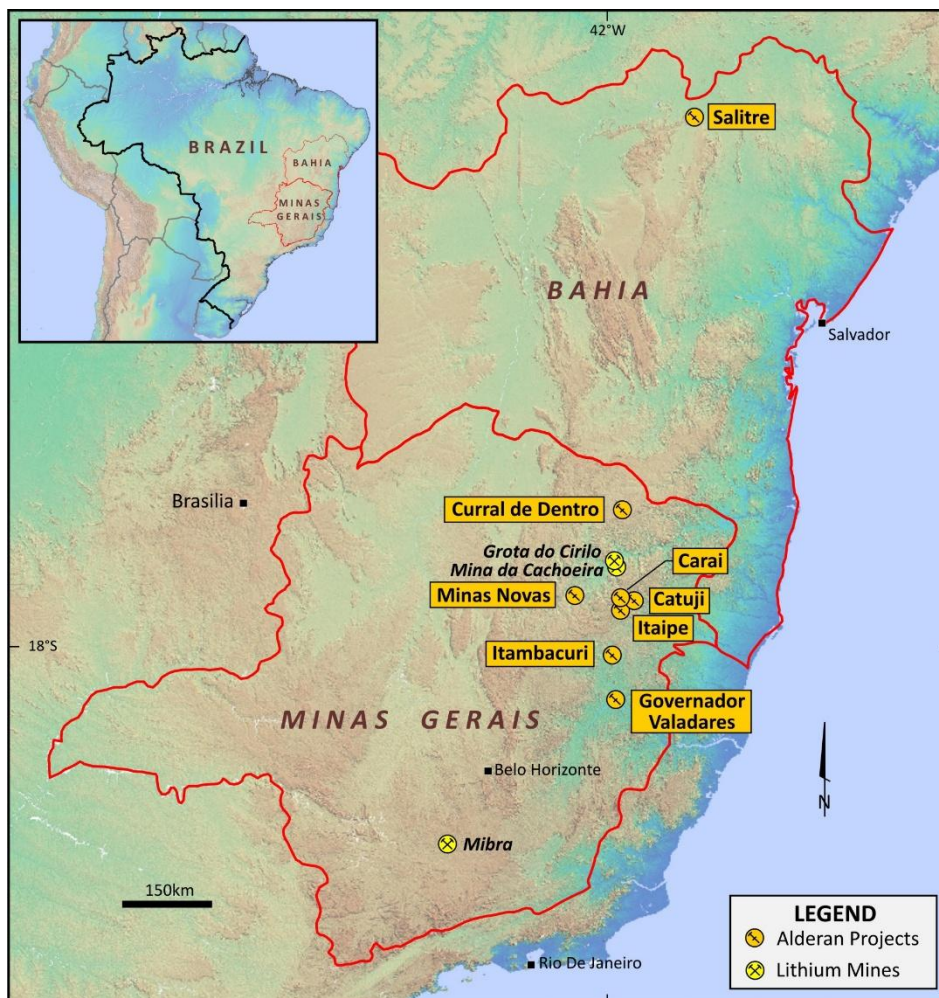 42°W
Salitre
BRAZIL
BAHIA
MINAS
GERAIS
BAHIA
Salvador
Brasilia
Curral de Dentro
Grota do Cirilo
Mina da Cachoeira
Carai
Minas Novas
Catuji
Itaipe
18°S
Itambacuri
Governador
Valadares
MINAS GERAIS
Belo Horizonte
N
Mibra
150km
LEGEND
Alderan Projects
Lithium Mines
Rio De Janeiro